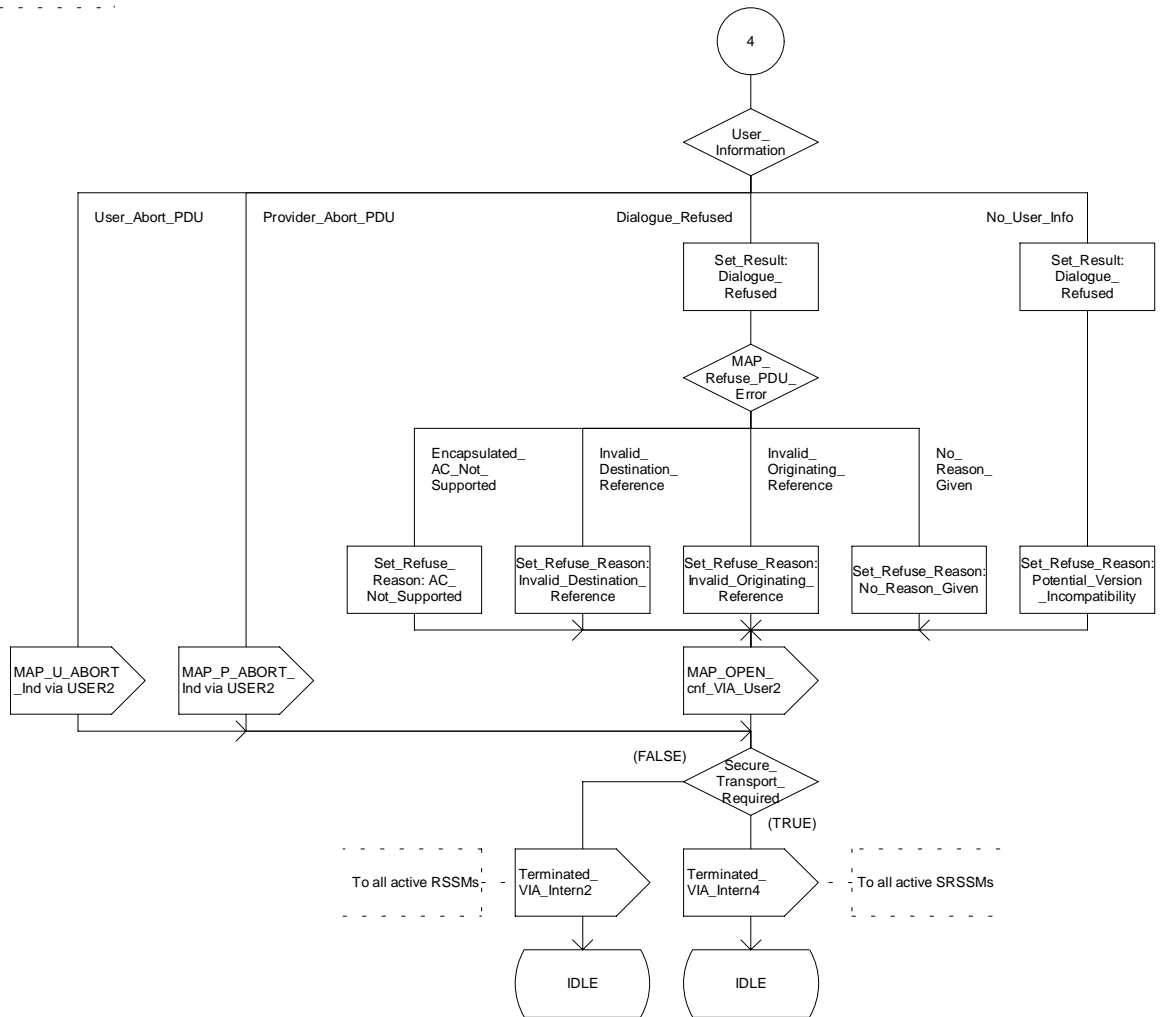 4
User_
Information
User_Abort_PDU
Provider_Abort_PDU
Dialogue_Refused
No_User_Info
Set_Result:
Dialogue_
Refused
Set_Result:
Dialogue_
Refused
MAP_
Refuse_PDU_
Error
Encapsulated_
AC_Not_
Supported
Invalid_
Destination_
Reference
Invalid_
Originating_
Reference
No_
Reason_
Given
Set_Refuse_
Reason: AC_
Not_Supported
Set_Refuse_Reason:
Invalid_Destination_
Reference
Set_Refuse_Reason:
Invalid_Originating_
Reference
Set_Refuse_Reason:
No_Reason_Given
Set_Refuse_Reason:
Potential_Version
_Incompatibility
MAP_U_ABORT
_Ind via USER2
MAP_P_ABORT_
Ind via USER2
MAP_OPEN_
cnf_VIA_User2
(FALSE)
Secure_
Transport_
Required
(TRUE)
To all active RSSMs
Terminated_
VIA_Intern2
Terminated_
VIA_Intern4
To all active SRSSMs
IDLE
IDLE